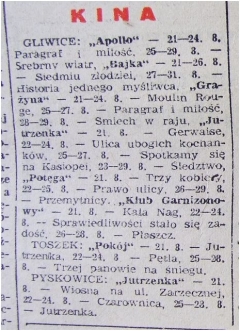 KINA
GLIWICE: „Apollo" — 21—24. 8.
Paragraf i miłość, 25—29. 8. —
Srebrny wiatr, „Bajka" — 21—26. 8.
— Siedmiu złodziei, 27—31. 8. —
Historia jednego myśliwca, „Gra-
żyna" — 21—24. 8. — Moulin Rou-
ge, 25—27. 8. — Paragraf i miłość,
28—29. 8. — Śmiech w raju, „Ju-
trzenka" — 21. 8. — Gerwaise,
22—24. 8. — Ulica ubogich kochan-
ków, 25—27. 8. — Spotkamy się
na Kasiopei, 28—29. 8. — Śledztwo,
„Potęga" — 21. 8. — Trzy kobiety,
22—25. 8. — Prawo ulicy, 26—29. 8.
— Przemytnicy. „Klub Garnizono-
wy" — 21. 8. — Kala Nag, 22—24.
8. — Sprawiedliwości stało się za-
dość, 26—28. 8. — Płaszcz.
TOSZEK: „Pokój" — 21. 8. — Ju-
trzenka, 22—24. 8. — Pętla, 25—28.
8. — Trzej panowie na śniegu.
PYSKOWICE: „Jutrzenka" — 21.
8. — Wiosna na ul. Zarzecznej,
22—24. 8. — Czarownica, 25—28. 8.
— Jutrzenka.